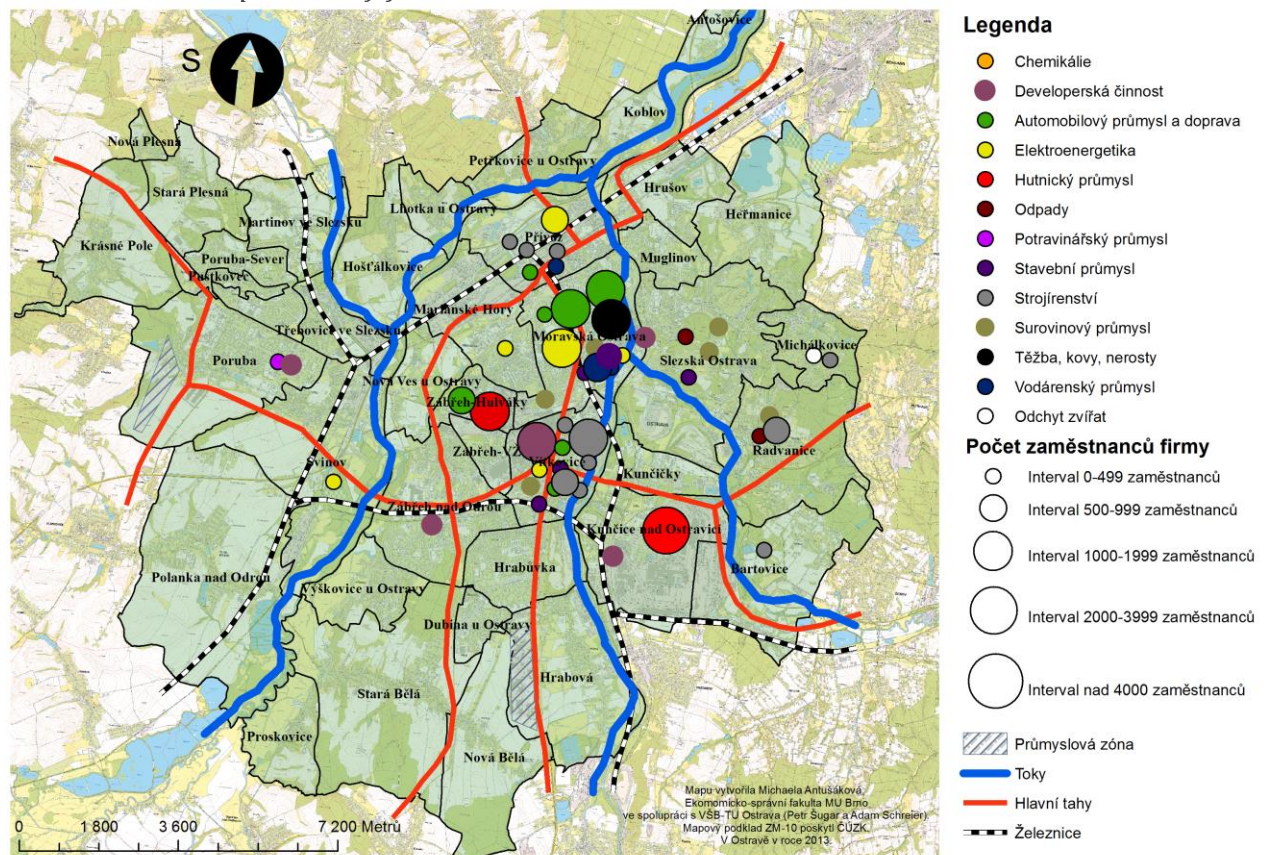 S
Antošovice
Koblov
Nová Plesná
Petřkovice u Ostravy
Hrušov
Stará Plesná
Martinov ve Slezsku
Lhotka u Ostravy
Heřmanice
Krásné Pole
Přívoz
Poruba-Sever
Hošťálkovice
Muglinov
Pustkovec
Mariánské Hory
Třebovice ve Slezsku
Moravská Ostrava
Michálkovice
Poruba
Slezská Ostrava
Nová Ves u Ostravy
Zábřeh-Hulváky
Zábřeh-VŽ
Radvanice
Svinov
Vítkovice
Kunčičky
Zábřeh nad Odrou
Kunčice nad Ostravicí
Polanka nad Odrou
Hrabůvka
Bartovice
Výškovice u Ostravy
Dubina u Ostravy
Stará Bělá
Hrabová
Proskovice
Nová Bělá
Mapu vytvořila Michaela Antušáková,
Ekomomicko-správní fakulta MU Brno
ve spolupráci s VŠB-TU Ostrava (Petr Šugar a Adam Schreier).
Mapový podklad ZM-10 poskytl ČÚZK.
V Ostravě v roce 2013.
0 1 800 3 600 7 200 Metrů
Legenda
Chemikálie
Developerská činnost
Automobilový průmysl a doprava
Elektroenergetika
Hutnický průmysl
Odpady
Potravinářský průmysl
Stavební průmysl
Strojírenství
Surovinový průmysl
Těžba, kovy, nerosty
Vodárenský průmysl
Odchyt zvířat
Počet zaměstnanců firmy
Interval 0-499 zaměstnanců
Interval 500-999 zaměstnanců
Interval 1000-1999 zaměstnanců
Interval 2000-3999 zaměstnanců
Interval nad 4000 zaměstnanců
Průmyslová zóna
Toky
Hlavní tahy
Železnice